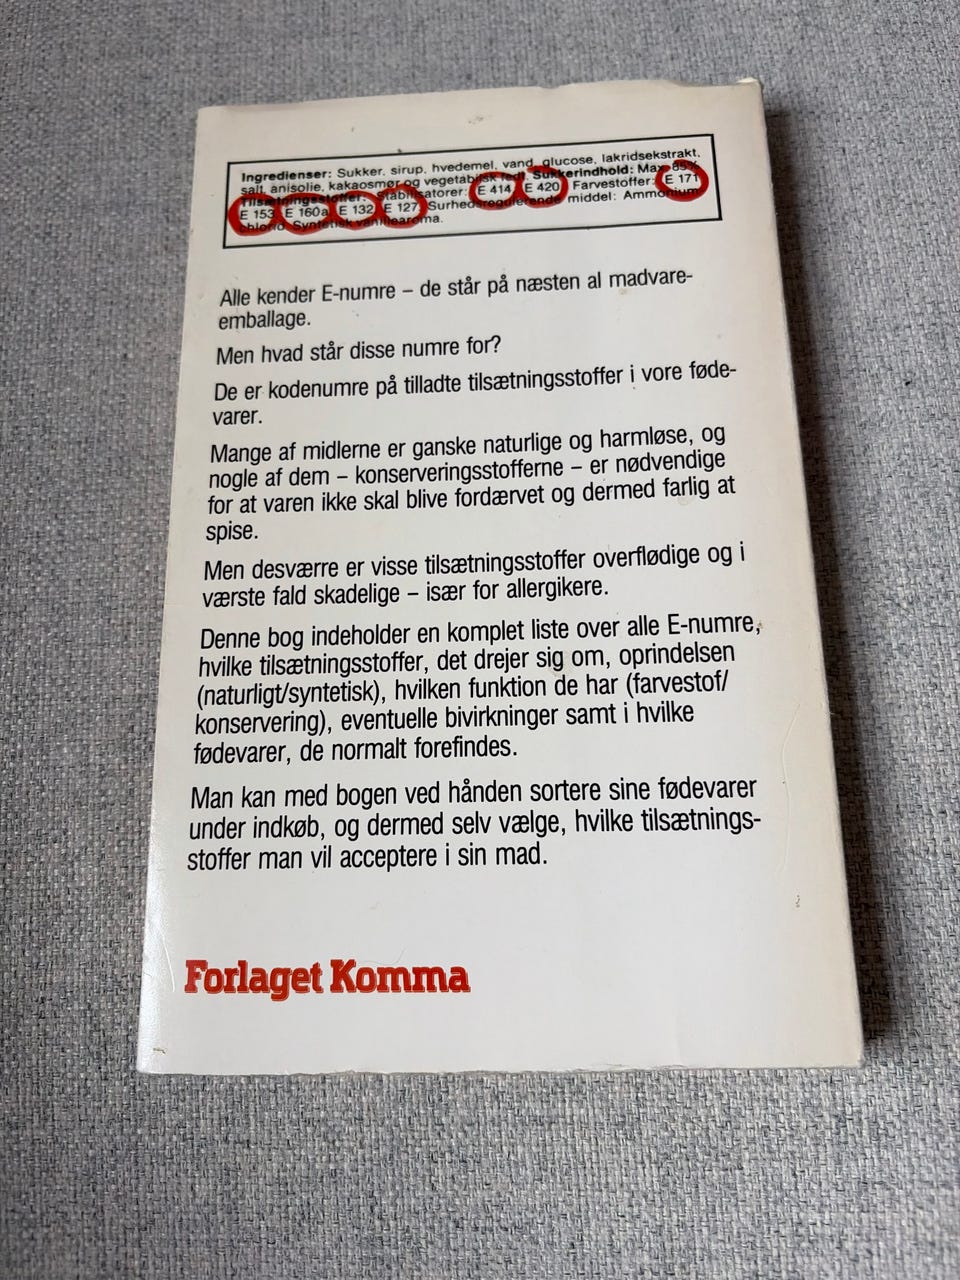 Ingredienser: Sukker, sirup, hvedemel, vand, glucose, lakridsekstrakt,
salt, anisolie, kakaosmør og vegetabilsk fedt. Sukkerindhold: Max. 85%
Tilsætningsstoffer: Stabilisatorer: E 414, E 420, Farvestoffer: E 171,
E 153, E 160a, E 132, E 127, Surhedsregulerende middel: Ammonium-
chlorid. Syntetisk vanillearoma.
Alle kender E-numre – de står på næsten al madvare-
emballage.
Men hvad står disse numre for?
De er kodenumre på tilladte tilsætningsstoffer i vore føde-
varer.
Mange af midlerne er ganske naturlige og harmløse, og
nogle af dem – konserveringsstofferne – er nødvendige
for at varen ikke skal blive fordærvet og dermed farlig at
spise.
Men desværre er visse tilsætningsstoffer overflødige og i
værste fald skadelige – især for allergikere.
Denne bog indeholder en komplet liste over alle E-numre,
hvilke tilsætningsstoffer, det drejer sig om, oprindelsen
(naturligt/syntetisk), hvilken funktion de har (farvestof/
konservering), eventuelle bivirkninger samt i hvilke
fødevarer, de normalt forefindes.
Man kan med bogen ved hånden sortere sine fødevarer
under indkøb, og dermed selv vælge, hvilke tilsætnings-
stoffer man vil acceptere i sin mad.
Forlaget Komma